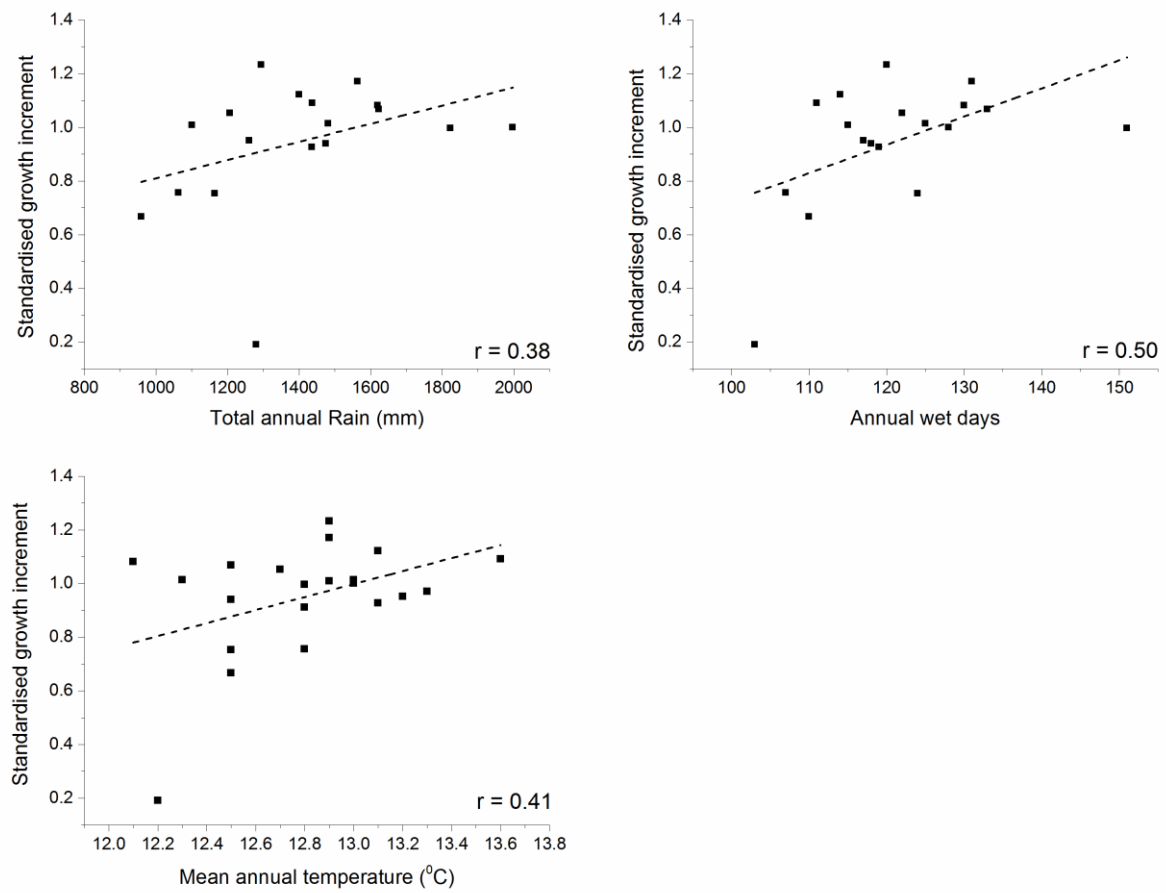 1.4
1.2
1.0
0.8
0.6
0.4
0.2
Standardised growth increment
r = 0.38
800 1000 1200 1400 1600 1800 2000
Total annual Rain (mm)
1.4
1.2
1.0
0.8
0.6
0.4
0.2
Standardised growth increment
r = 0.50
100 110 120 130 140 150
Annual wet days
1.4
1.2
1.0
0.8
0.6
0.4
0.2
Standardised growth increment
r = 0.41
12.0 12.2 12.4 12.6 12.8 13.0 13.2 13.4 13.6 13.8
Mean annual temperature (⁰C)